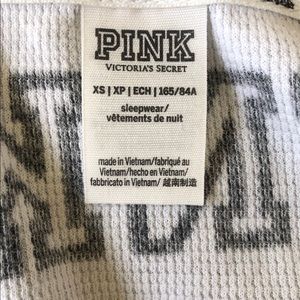 PINK
VICTORIA'S SECRET
XS | XP | ECH | 165/84A
sleepwear/
vêtements de nuit
made in Vietnam/fabriqué au
Vietnam/hecho en Vietnam/
fabbricato in Vietnam/ 越南制造